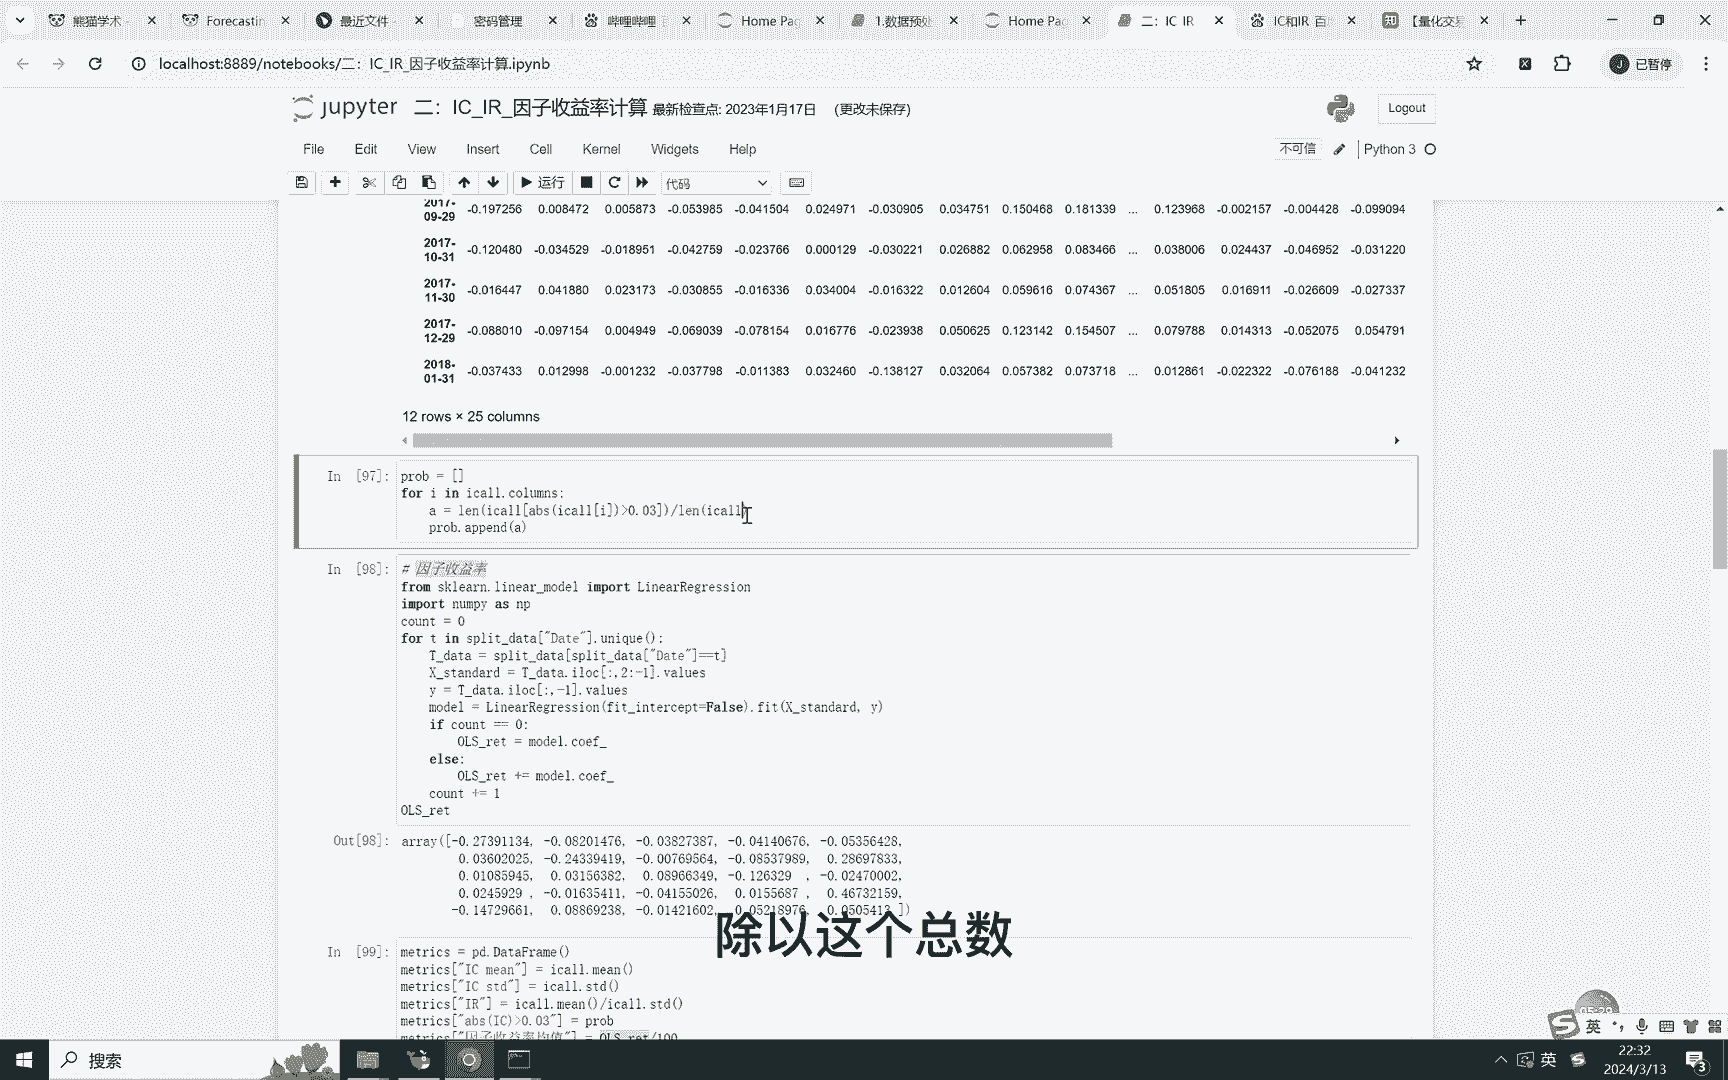 熊猫学术
Forecastin
最近文件
密码管理
哔哩哔哩
Home Pag
1.数据预处
Home Pag
二：IC IR
IC和IR 百
【量化交易
localhost:8889/notebooks/二：IC_IR_因子收益率计算.ipynb
已暂停
jupyter 二：IC_IR_因子收益率计算 最新检查点: 2023年1月17日 (更改未保存)
Logout
File Edit View Insert Cell Kernel Widgets Help
不可信 Python 3
运行 代码
2017-
09-29 -0.197256 0.008472 0.005873 -0.053985 -0.041504 0.024971 -0.030905 0.034751 0.150468 0.181339 ... 0.123968 -0.002157 -0.004428 -0.099094
2017-
10-31 -0.120480 -0.034529 -0.018951 -0.042759 -0.023766 0.000129 -0.030221 0.026882 0.062958 0.083466 ... 0.038006 0.024437 -0.046952 -0.031220
2017-
11-30 -0.016447 0.041880 0.023173 -0.030855 -0.016336 0.034004 -0.016322 0.012604 0.059616 0.074367 ... 0.051805 0.016911 -0.026609 -0.027337
2017-
12-29 -0.088010 -0.097154 0.004949 -0.069039 -0.078154 0.016776 -0.023938 0.050625 0.123142 0.154507 ... 0.079788 0.014313 -0.052075 0.054791
2018-
01-31 -0.037433 0.012998 -0.001232 -0.037798 -0.011383 0.032460 -0.138127 0.032064 0.057382 0.073718 ... 0.012861 -0.022322 -0.076188 -0.041232
12 rows × 25 columns
In [97]: prob = []
for i in icall.columns:
a = len(icall[abs(icall[i])>0.03])/len(icall)
prob.append(a)
In [98]: # 因子收益率
from sklearn.linear_model import LinearRegression
import numpy as np
count = 0
for t in split_data["Date"].unique():
T_data = split_data[split_data["Date"]==t]
X_standard = T_data.iloc[:,2:-1].values
y = T_data.iloc[:,-1].values
model = LinearRegression(fit_intercept=False).fit(X_standard, y)
if count == 0:
OLS_ret = model.coef_
else:
OLS_ret += model.coef_
count += 1
OLS_ret
Out[98]: array([-0.27391134, -0.08201476, -0.03827387, -0.04140676, -0.05356428,
0.03602025, -0.24339419, -0.00769564, -0.08537989, 0.28697833,
0.01085945, 0.03156382, 0.08966349, -0.126329 , -0.02470002,
0.0245929 , -0.01635411, -0.04155026, 0.0155687 , 0.46732159,
-0.14729661, 0.08869238, -0.01421602, 0.05218976, 0.0505413 ])
除以这个总数
In [99]: metrics = pd.DataFrame()
metrics["IC mean"] = icall.mean()
metrics["IC std"] = icall.std()
metrics["IR"] = icall.mean()/icall.std()
metrics["abs(IC)>0.03"] = prob
metrics["因子收益率均值"] = OLS_ret/100
英
搜索
英
22:32
2024/3/13
3